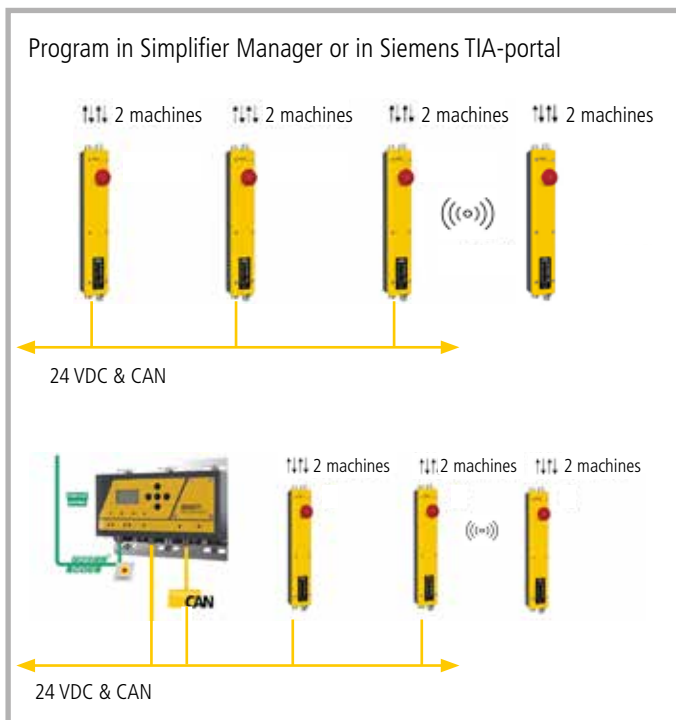 Program in Simplifier Manager or in Siemens TIA-portal
2 machines 2 machines 2 machines 2 machines
24 VDC & CAN
2 machines 2 machines 2 machines
CAN
24 VDC & CAN